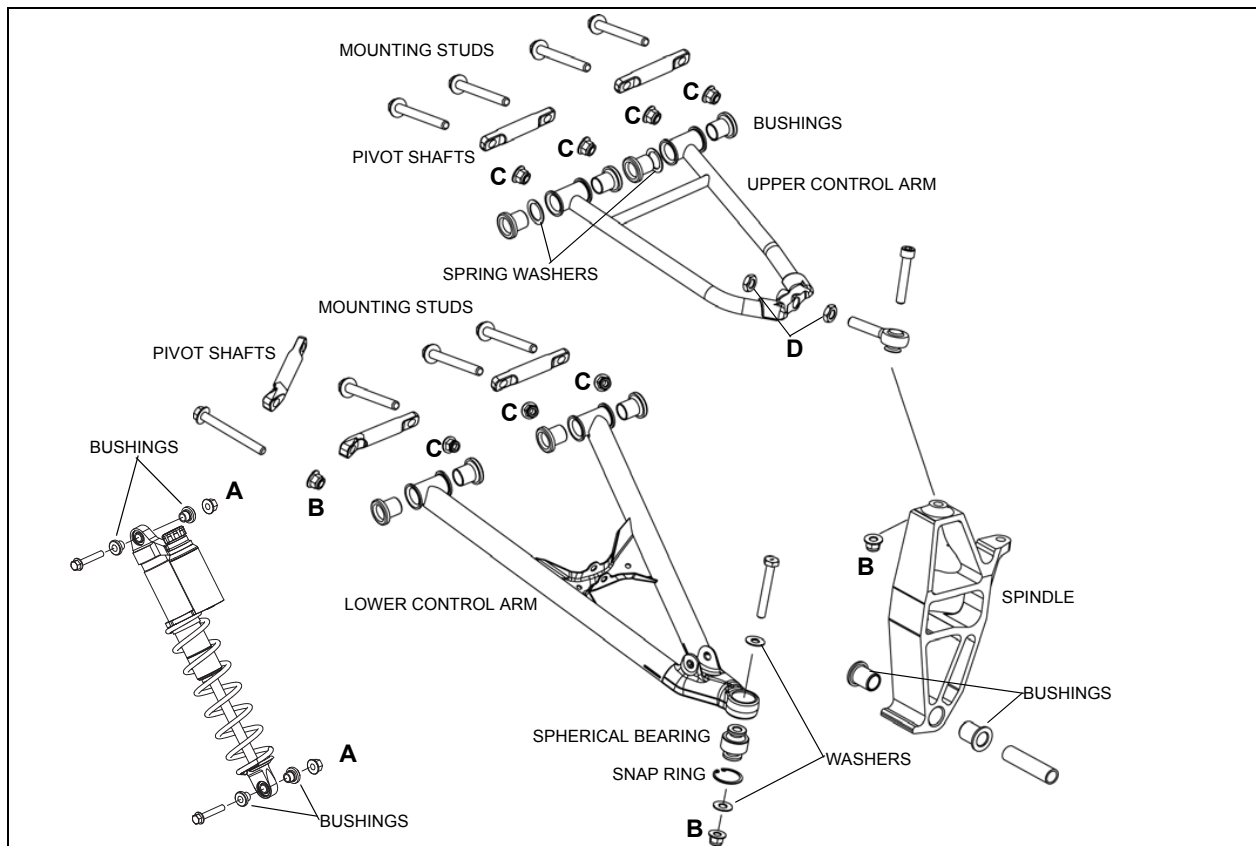 MOUNTING STUDS
C
C
BUSHINGS
C
PIVOT SHAFTS
C
UPPER CONTROL ARM
SPRING WASHERS
MOUNTING STUDS
D
PIVOT SHAFTS
C
C
BUSHINGS
C
A
B
B
LOWER CONTROL ARM
SPINDLE
BUSHINGS
SPHERICAL BEARING
A
WASHERS
SNAP RING
BUSHINGS
B